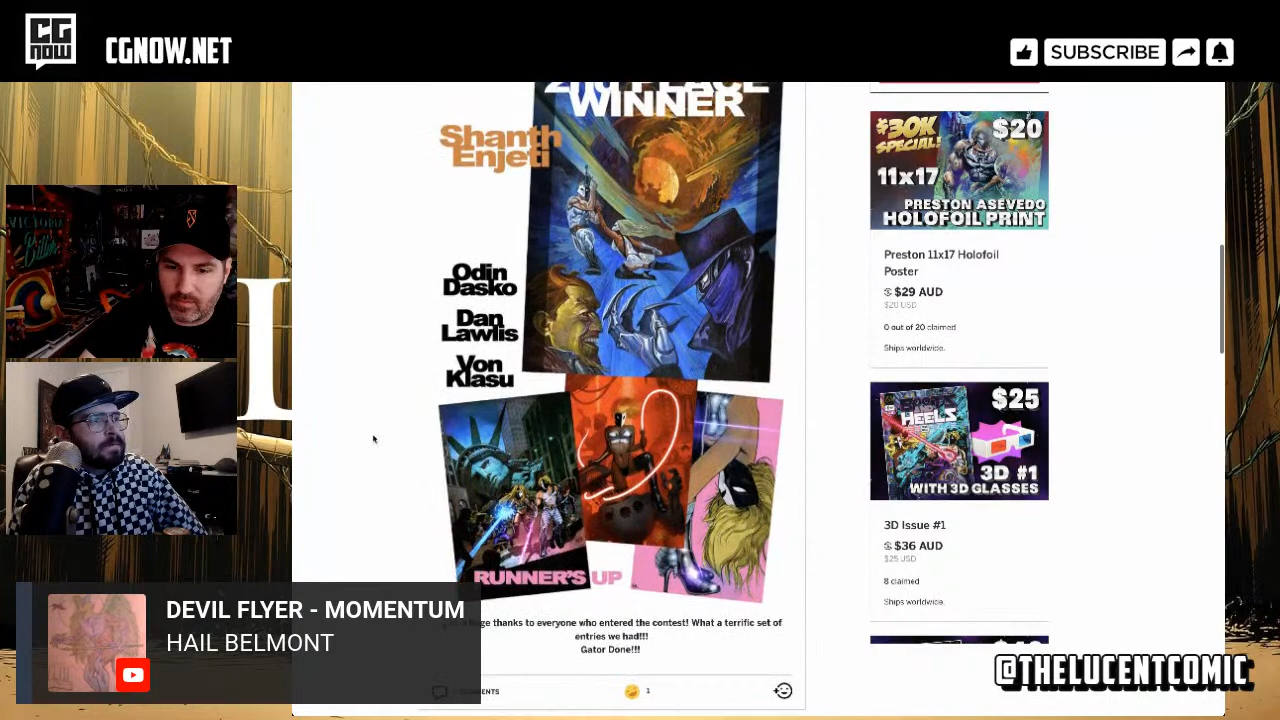 CG
NOW
CGNOW.NET
SUBSCRIBE
2ND PLACE
WINNER
Shanth
Enjeti
Odin
Dasko
Dan
Lawlis
Von
Klasu
RUNNER'S UP
huge thanks to everyone who entered the contest! What a terrific set of
entries we had!!!
Gator Done!!!
1
$30K
SPECIAL!
$20
11x17
PRESTON ASEVEDO
HOLOFOIL PRINT
Preston 11x17 Holofoil
Poster
$29 AUD
$20 USD
0 out of 20 claimed
Ships worldwide.
HEELS
$25
3D #1
WITH 3D GLASSES
3D Issue #1
$36 AUD
$25 USD
8 claimed
Ships worldwide.
DEVIL FLYER - MOMENTUM
HAIL BELMONT
@THELUCENTCOMIC